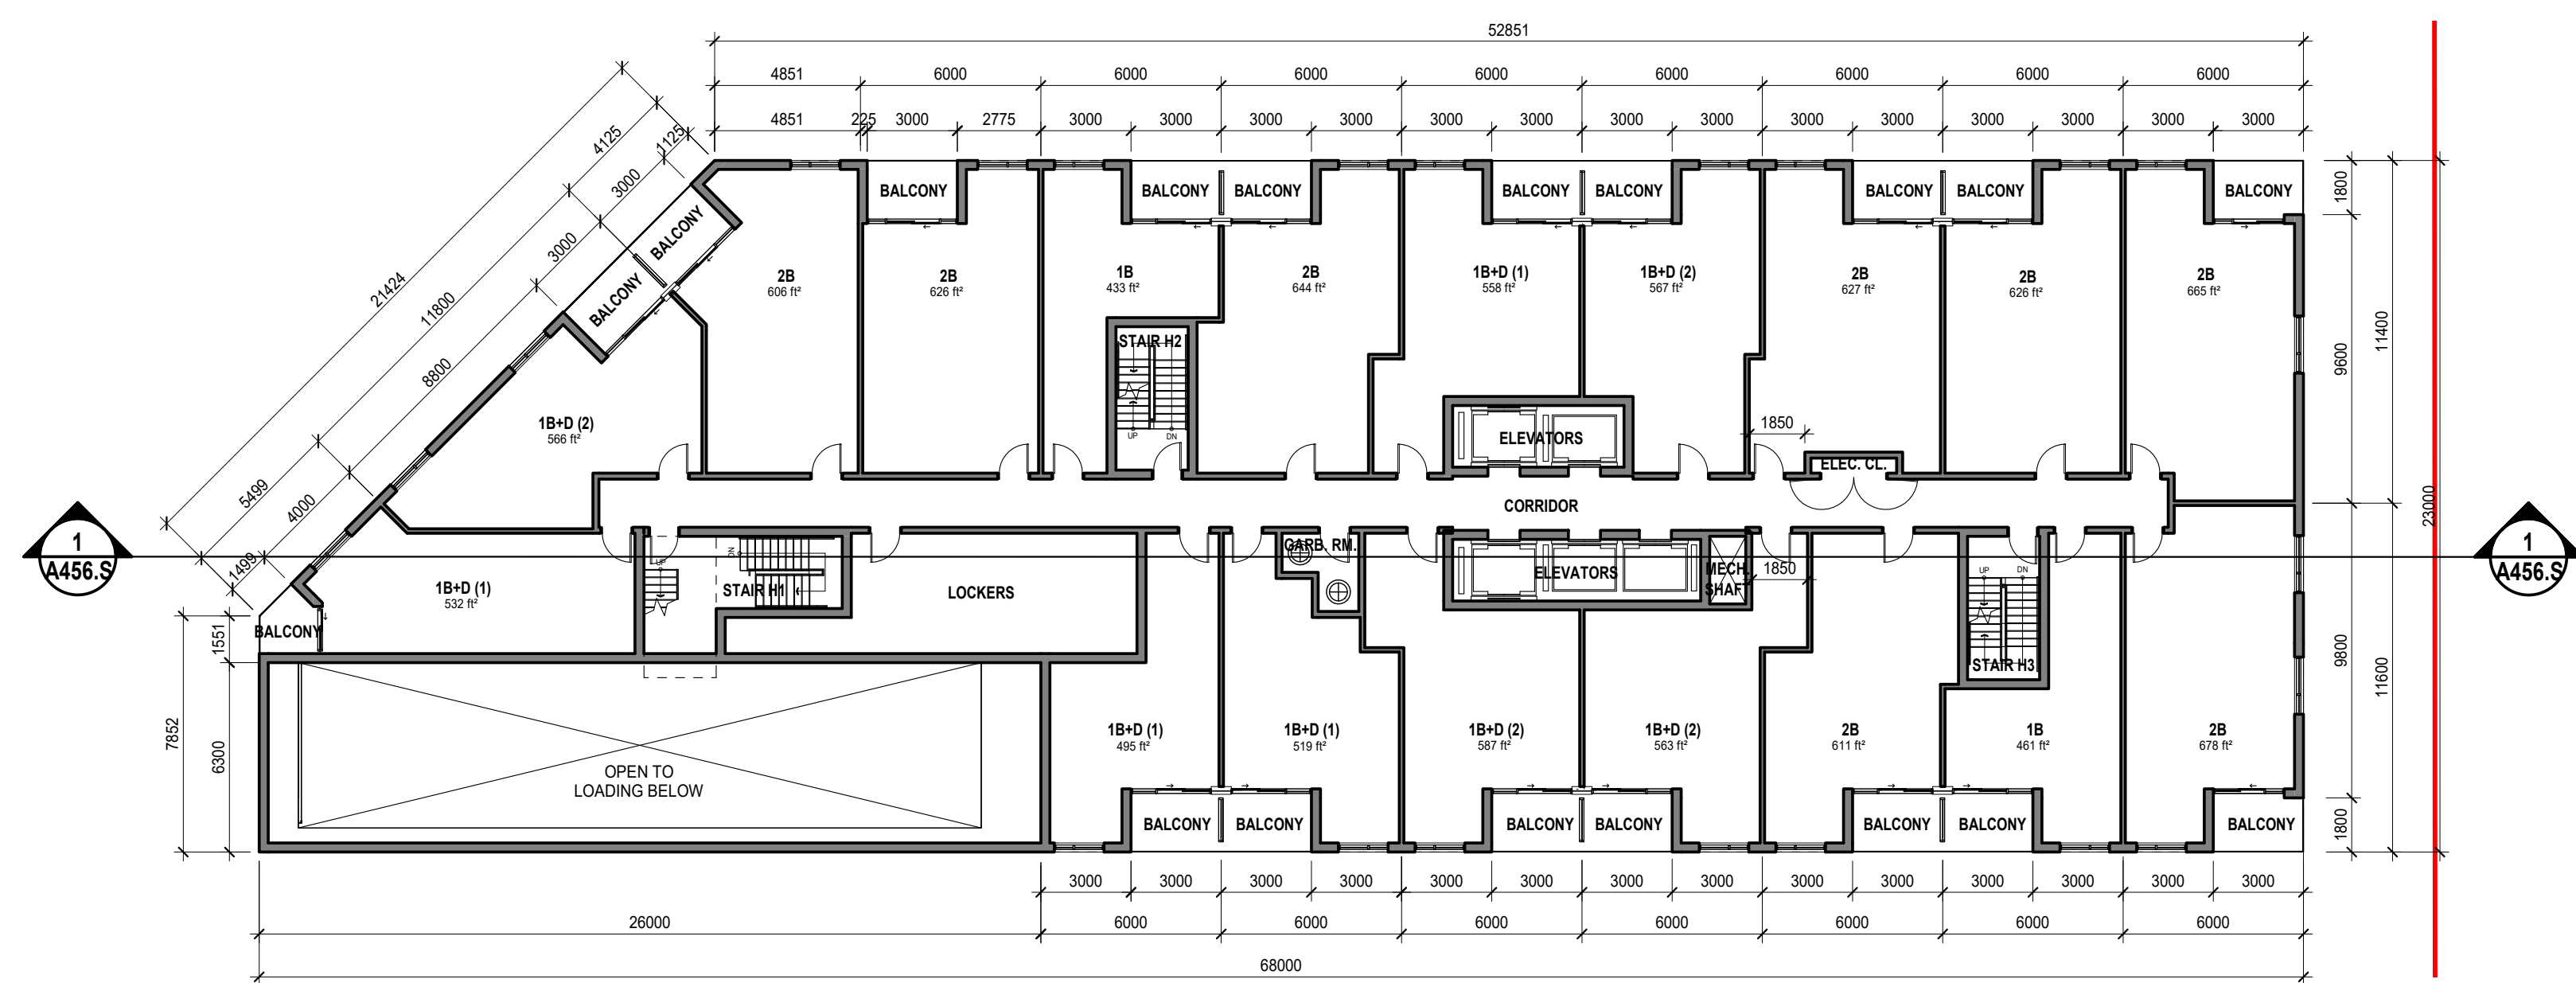 52851
4851 6000 6000 6000 6000 6000 6000 6000 6000
4851 225 3000 2775 3000 3000 3000 3000 3000 3000 3000 3000 3000 3000 3000 3000 3000 3000
21424
4125
1125
3000
3000
11800
8800
5499
4000
1499
BALCONY BALCONY BALCONY BALCONY BALCONY BALCONY BALCONY BALCONY
BALCONY
BALCONY
2B
606 ft²
2B
626 ft²
1B
433 ft²
2B
644 ft²
1B+D (1)
558 ft²
1B+D (2)
567 ft²
2B
627 ft²
2B
626 ft²
2B
665 ft²
1800
9600
11400
23000
STAIR H2
UP DN
1B+D (2)
566 ft²
ELEVATORS
1850
ELEC. CL.
CORRIDOR
1
A456.S
1
A456.S
1B+D (1)
532 ft²
BALCONY
UP
DN
STAIR H1
LOCKERS
GARB. RM.
ELEVATORS
MECH.
SHAF
1850
UP DN
STAIR H3
1551
7852
6300
OPEN TO
LOADING BELOW
1B+D (1)
495 ft²
1B+D (1)
519 ft²
1B+D (2)
587 ft²
1B+D (2)
563 ft²
2B
611 ft²
1B
461 ft²
2B
678 ft²
9800
11600
1800
BALCONY BALCONY BALCONY BALCONY BALCONY BALCONY BALCONY
3000 3000 3000 3000 3000 3000 3000 3000 3000 3000 3000 3000 3000 3000
26000 6000 6000 6000 6000 6000 6000 6000
68000